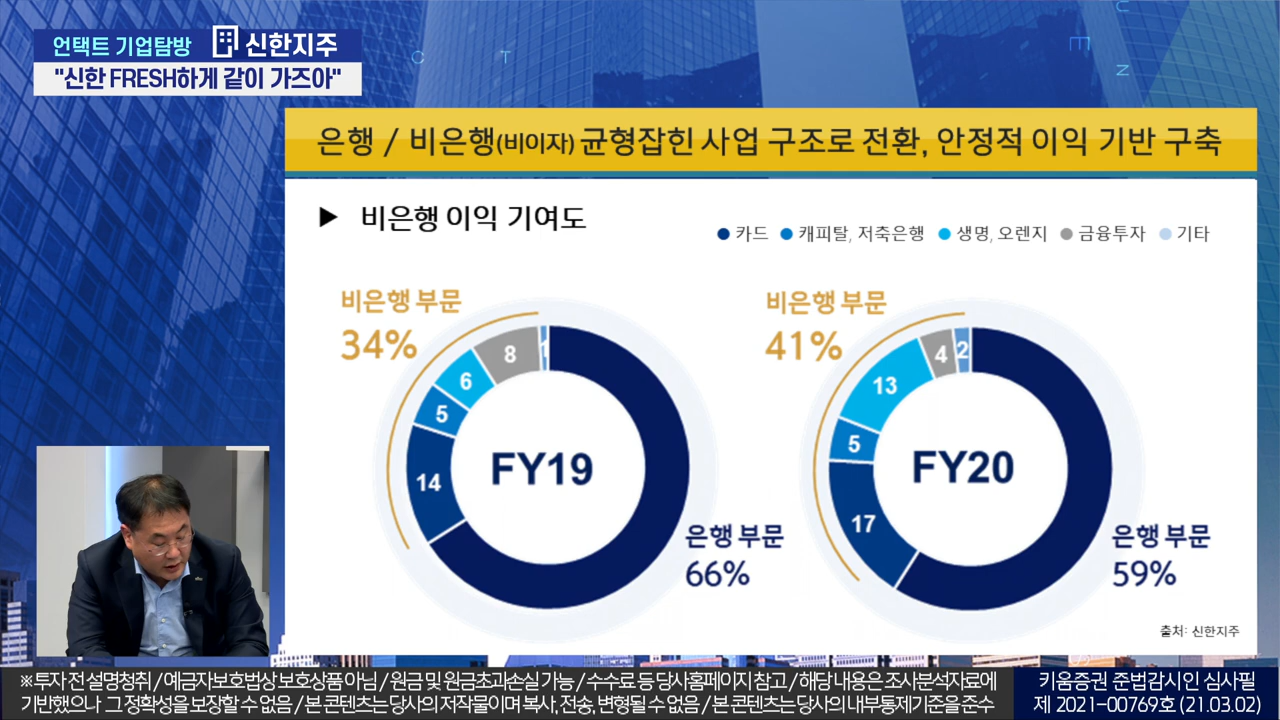 언택트 기업탐방 신한지주
"신한 FRESH하게 같이 가즈아"
C T
U
E
Z
은행 / 비은행(비이자) 균형잡힌 사업 구조로 전환, 안정적 이익 기반 구축
▶ 비은행 이익 기여도
● 카드 ● 캐피탈, 저축은행 ● 생명, 오렌지 ● 금융투자 ● 기타
비은행 부문
34%
1
8
6
5
14
FY19
은행 부문
66%
비은행 부문
41%
2
4
13
5
17
FY20
은행 부문
59%
출처: 신한지주
※ 투자 전 설명청취 / 예금자보호법상 보호상품 아님 / 원금 및 원금초과손실 가능 / 수수료 등 당사홈페이지 참고 / 해당 내용은 조사분석자료에
기반했으나 그 정확성을 보장할 수 없음 / 본 콘텐츠는 당사의 저작물이며 복사, 전송, 변형될 수 없음 / 본 콘텐츠는 당사의 내부통제기준을 준수
키움증권 준법감시인 심사필
제 2021-00769호 (21.03.02)